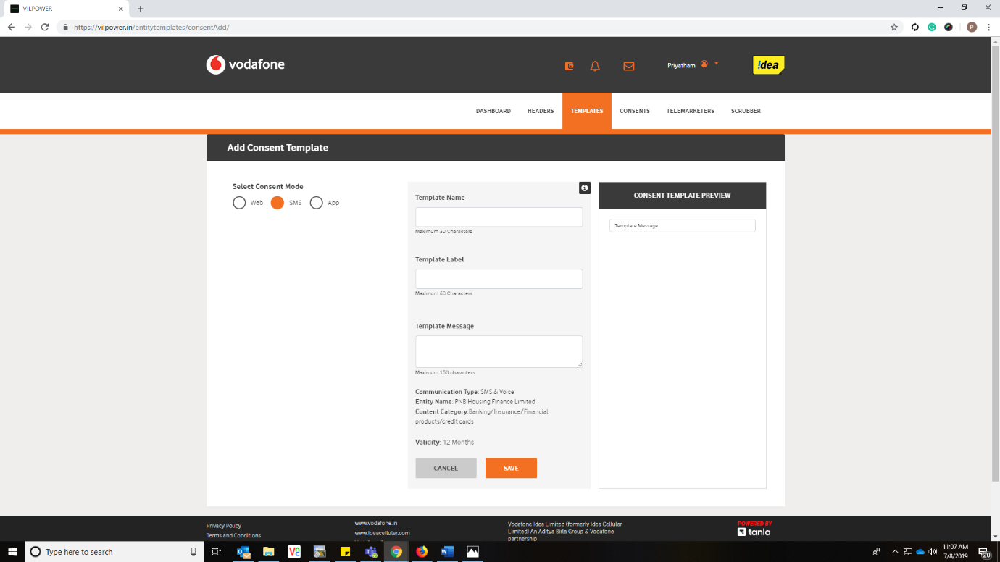 VILPOWER
https://vilpower.in/entitytemplates/consentAdd/
P
vodafone
Priyatham
!dea
DASHBOARD HEADERS TEMPLATES CONSENTS TELEMARKETERS SCRUBBER
Add Consent Template
Select Consent Mode
Web SMS App
Template Name
Maximum 30 Characters
Template Label
Maximum 60 Characters
Template Message
Maximum 150 characters
Communication Type: SMS & Voice
Entity Name: PNB Housing Finance Limited
Content Category:Banking/Insurance/Financial
products/credit cards
Validity: 12 Months
CANCEL SAVE
CONSENT TEMPLATE PREVIEW
Template Message
Privacy Policy
Terms and Conditions
www.vodafone.in
www.ideacellular.com
Vodafone Idea Limited (formerly Idea Cellular
Limited) An Aditya Birla Group & Vodafone
partnership
POWERED BY
tanla
Type here to search
11:07 AM
7/8/2019
20